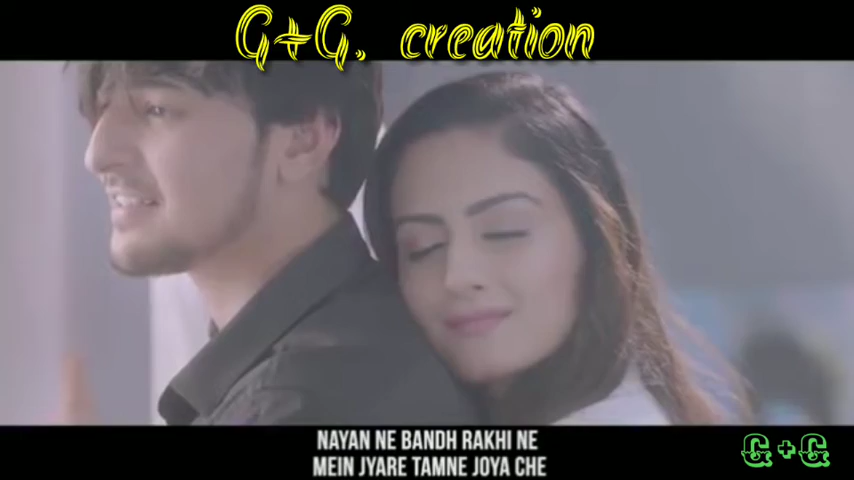 G+G. creation
NAYAN NE BANDH RAKHI NE
MEIN JYARE TAMNE JOYA CHE
G+G